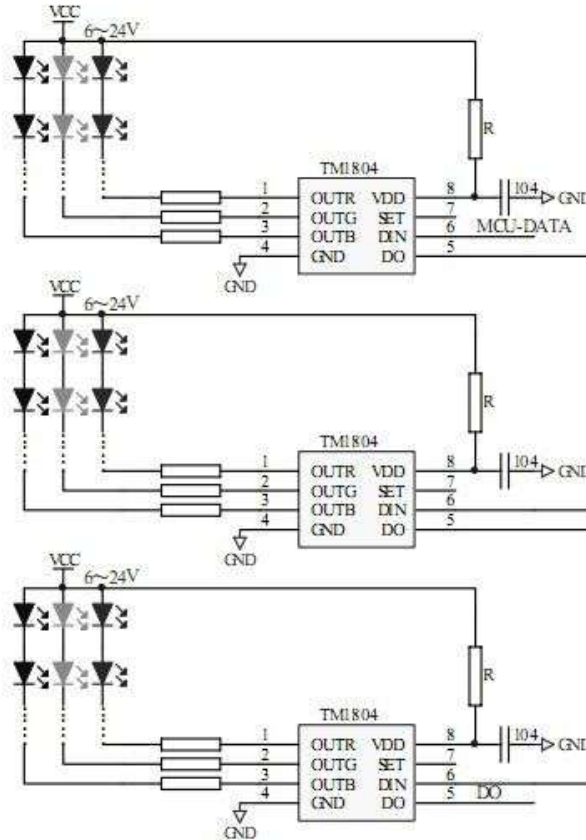 VCC
6~24V
R
TM1804
1 OUTR VDD 8 104 GND
2 OUTG SET 7
3 OUTB DIN 6 MCU-DATA
4 GND DO 5
GND
VCC
6~24V
R
TM1804
1 OUTR VDD 8 104 GND
2 OUTG SET 7
3 OUTB DIN 6
4 GND DO 5
GND
VCC
6~24V
R
TM1804
1 OUTR VDD 8 104 GND
2 OUTG SET 7
3 OUTB DIN 6
4 GND DO 5 DO
GND